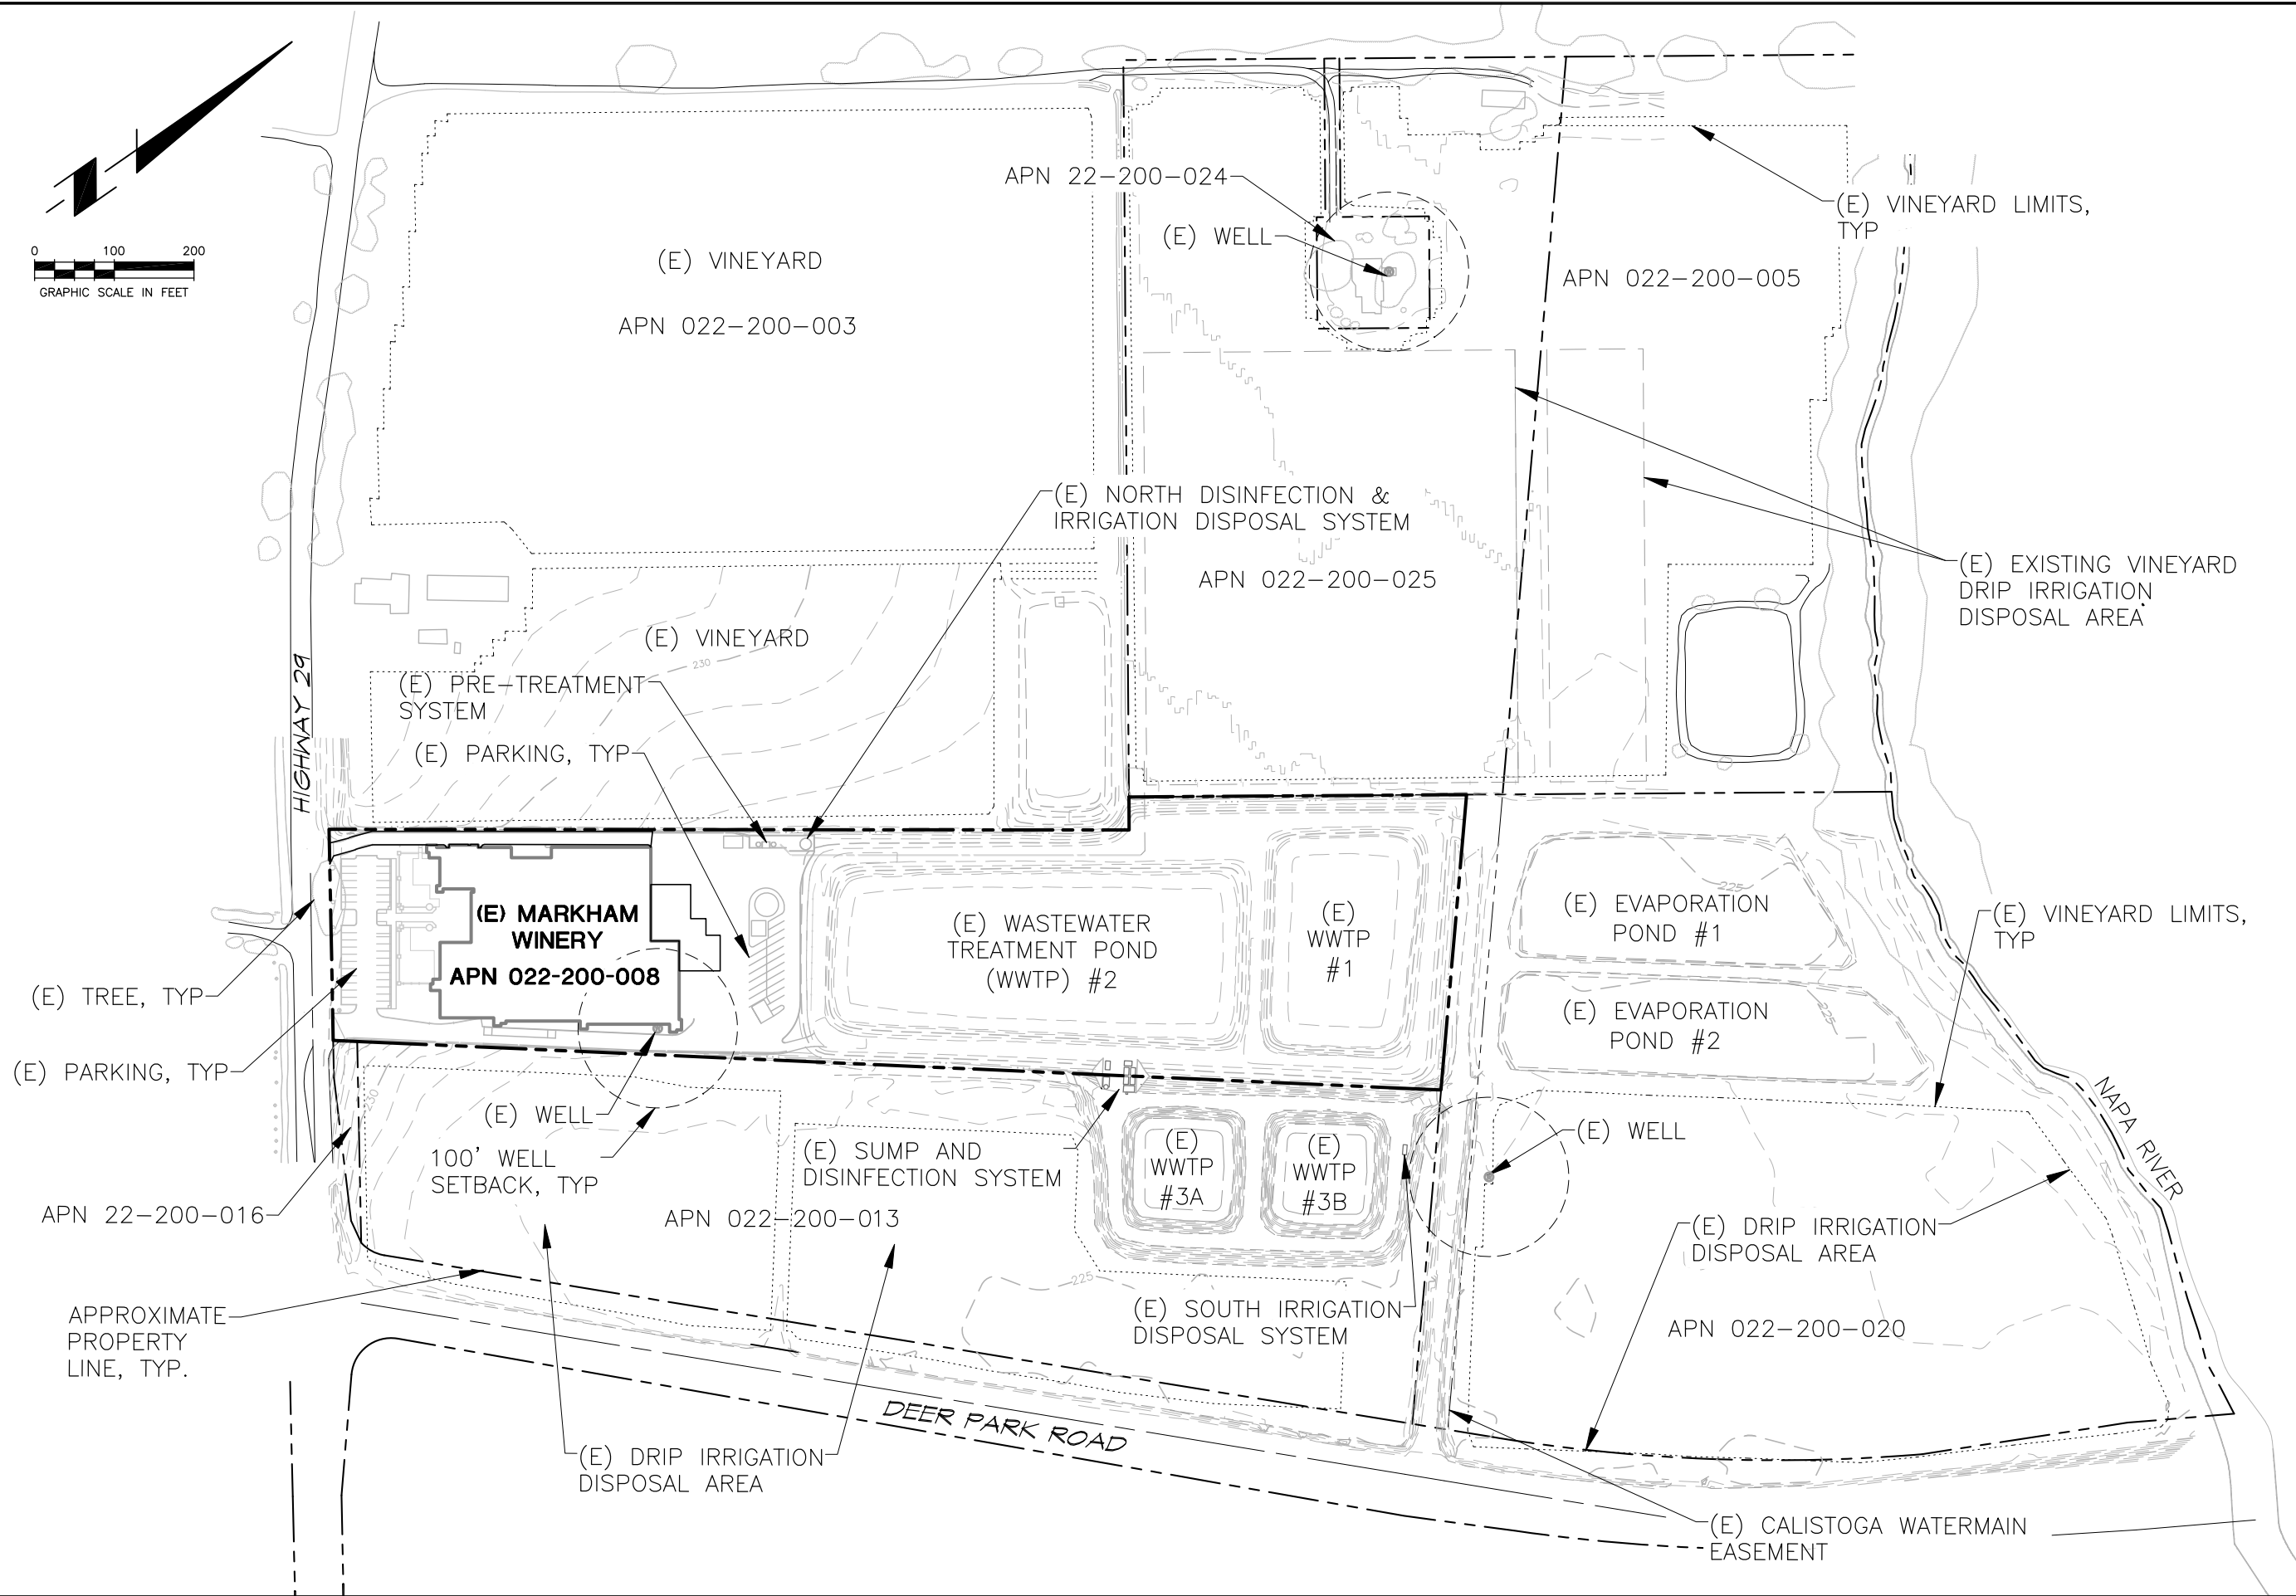 0 100 200
GRAPHIC SCALE IN FEET
(E) VINEYARD
APN 022-200-003
APN 22-200-024
(E) WELL
(E) VINEYARD LIMITS,
TYP
APN 022-200-005
(E) NORTH DISINFECTION &
IRRIGATION DISPOSAL SYSTEM
APN 022-200-025
(E) EXISTING VINEYARD
DRIP IRRIGATION
DISPOSAL AREA
(E) VINEYARD
230
(E) PRE-TREATMENT
SYSTEM
(E) PARKING, TYP
HIGHWAY 29
(E) MARKHAM
WINERY
APN 022-200-008
(E) WASTEWATER
TREATMENT POND
(WWTP) #2
(E)
WWTP
#1
225
(E) EVAPORATION
POND #1
(E) VINEYARD LIMITS,
TYP
(E) EVAPORATION
POND #2
225
(E) TREE, TYP
(E) PARKING, TYP
230
(E) WELL
100' WELL
SETBACK, TYP
(E) SUMP AND
DISINFECTION SYSTEM
(E)
WWTP
#3A
(E)
WWTP
#3B
(E) WELL
NAPA RIVER
APN 22-200-016
APN 022-200-013
(E) DRIP IRRIGATION
DISPOSAL AREA
225
APPROXIMATE
PROPERTY
LINE, TYP.
(E) SOUTH IRRIGATION
DISPOSAL SYSTEM
APN 022-200-020
DEER PARK ROAD
(E) DRIP IRRIGATION
DISPOSAL AREA
(E) CALISTOGA WATERMAIN
EASEMENT